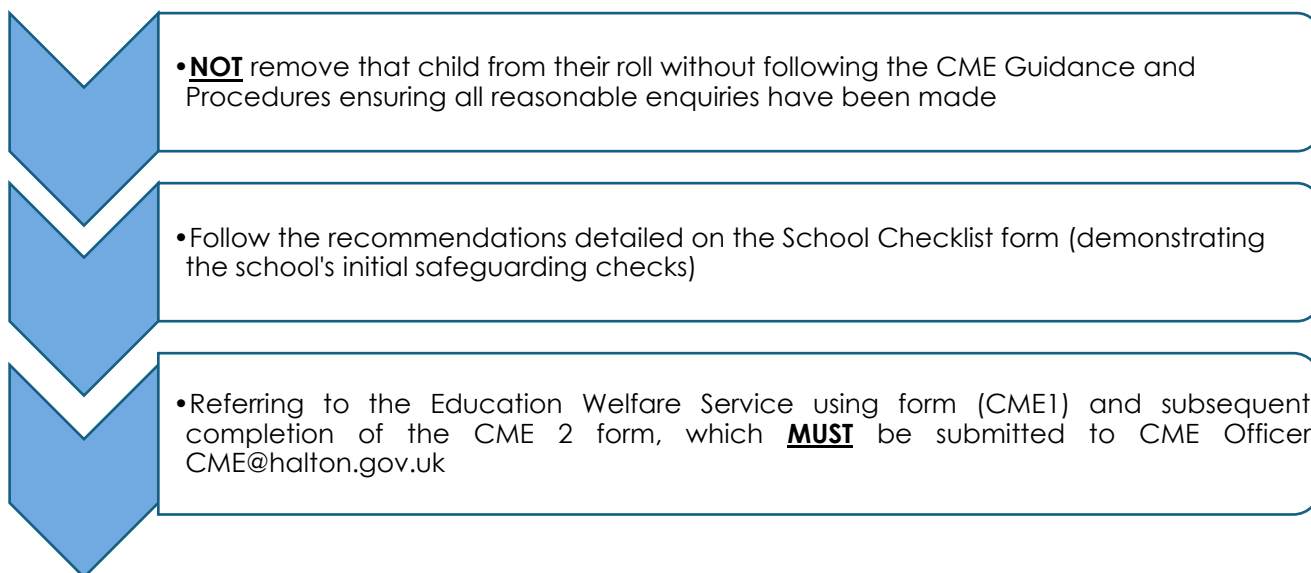 •NOT remove that child from their roll without following the CME Guidance and
Procedures ensuring all reasonable enquiries have been made
•Follow the recommendations detailed on the School Checklist form (demonstrating
the school's initial safeguarding checks)
•Referring to the Education Welfare Service using form (CME1) and subsequent
completion of the CME 2 form, which MUST be submitted to CME Officer
CME@halton.gov.uk